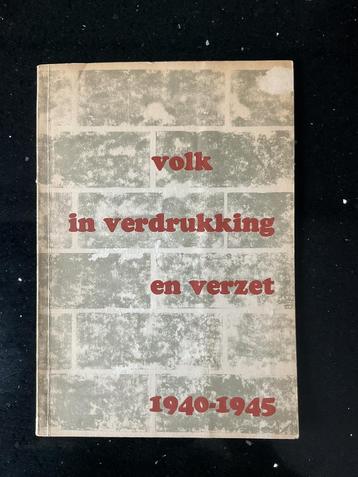 volk
in verdrukking
en verzet
1940-1945